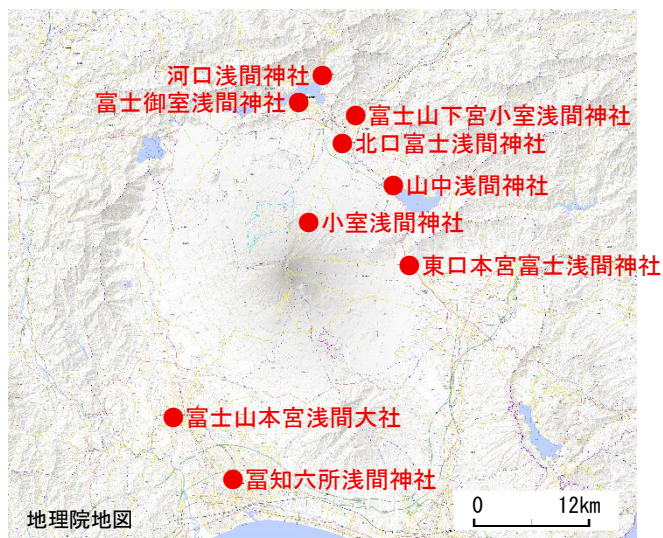 河口浅間神社
富士御室浅間神社
富士山下宮小室浅間神社
北口富士浅間神社
山中浅間神社
小室浅間神社
東口本宮富士浅間神社
富士山本宮浅間大社
冨知六所浅間神社
0 12km
地理院地図